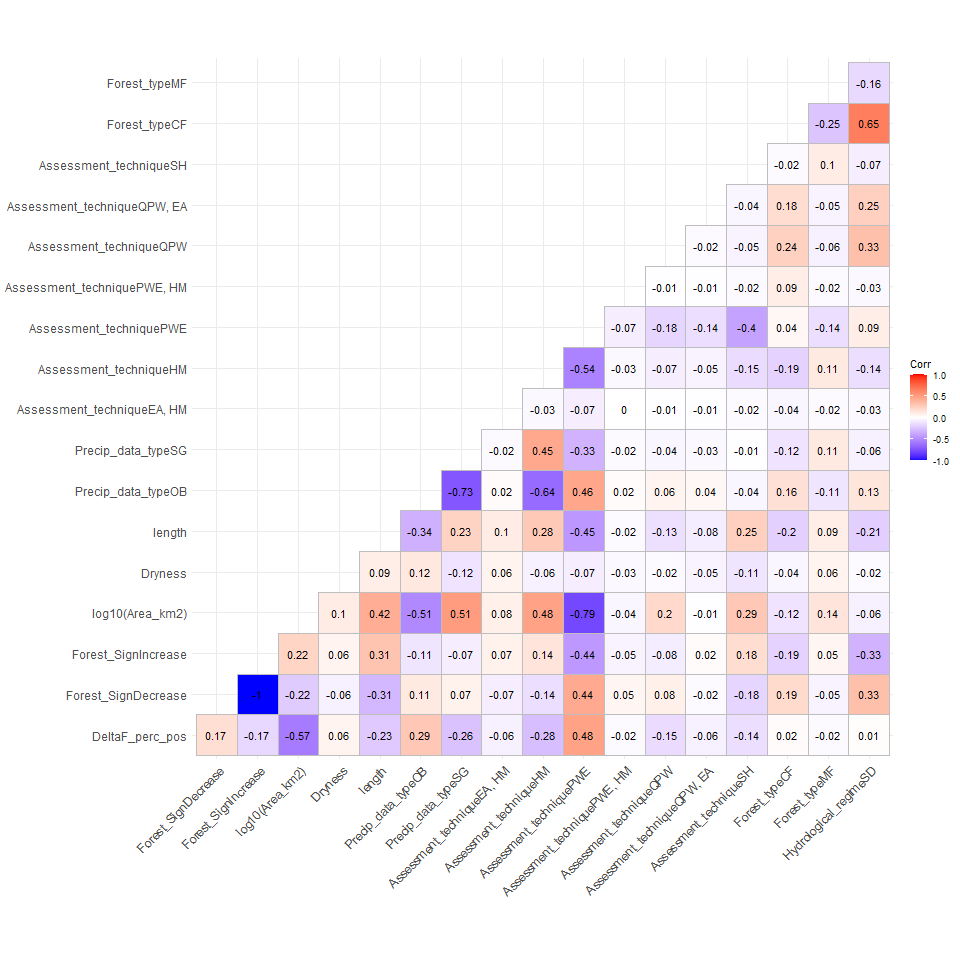 Forest_typeMF -0.16
Forest_typeCF -0.25 0.65
Assessment_techniqueSH -0.02 0.1 -0.07
Assessment_techniqueQPW, EA -0.04 0.18 -0.05 0.25
Assessment_techniqueQPW -0.02 -0.05 0.24 -0.06 0.33
Assessment_techniquePWE, HM -0.01 -0.01 -0.02 0.09 -0.02 -0.03
Assessment_techniquePWE -0.07 -0.18 -0.14 -0.4 0.04 -0.14 0.09
Assessment_techniqueHM -0.54 -0.03 -0.07 -0.05 -0.15 -0.19 0.11 -0.14
Assessment_techniqueEA, HM -0.03 -0.07 0 -0.01 -0.01 -0.02 -0.04 -0.02 -0.03
Precip_data_typeSG -0.02 0.45 -0.33 -0.02 -0.04 -0.03 -0.01 -0.12 0.11 -0.06
Precip_data_typeOB -0.73 0.02 -0.64 0.46 0.02 0.06 0.04 -0.04 0.16 -0.11 0.13
length -0.34 0.23 0.1 0.28 -0.45 -0.02 -0.13 -0.08 0.25 -0.2 0.09 -0.21
Dryness 0.09 0.12 -0.12 0.06 -0.06 -0.07 -0.03 -0.02 -0.05 -0.11 -0.04 0.06 -0.02
log10(Area_km2) 0.1 0.42 -0.51 0.51 0.08 0.48 -0.79 -0.04 0.2 -0.01 0.29 -0.12 0.14 -0.06
Forest_SignIncrease 0.22 0.06 0.31 -0.11 -0.07 0.07 0.14 -0.44 -0.05 -0.08 0.02 0.18 -0.19 0.05 -0.33
Forest_SignDecrease -1 -0.22 -0.06 -0.31 0.11 0.07 -0.07 -0.14 0.44 0.05 0.08 -0.02 -0.18 0.19 -0.05 0.33
DeltaF_perc_pos 0.17 -0.17 -0.57 0.06 -0.23 0.29 -0.26 -0.06 -0.28 0.48 -0.02 -0.15 -0.06 -0.14 0.02 -0.02 0.01
Forest_SignDecrease
Forest_SignIncrease
log10(Area_km2)
Dryness
length
Precip_data_typeOB
Precip_data_typeSG
Assessment_techniqueEA, HM
Assessment_techniqueHM
Assessment_techniquePWE
Assessment_techniquePWE, HM
Assessment_techniqueQPW
Assessment_techniqueQPW, EA
Assessment_techniqueSH
Forest_typeCF
Forest_typeMF
Hydrological_regimeSD
Corr
1.0
0.5
0.0
-0.5
-1.0